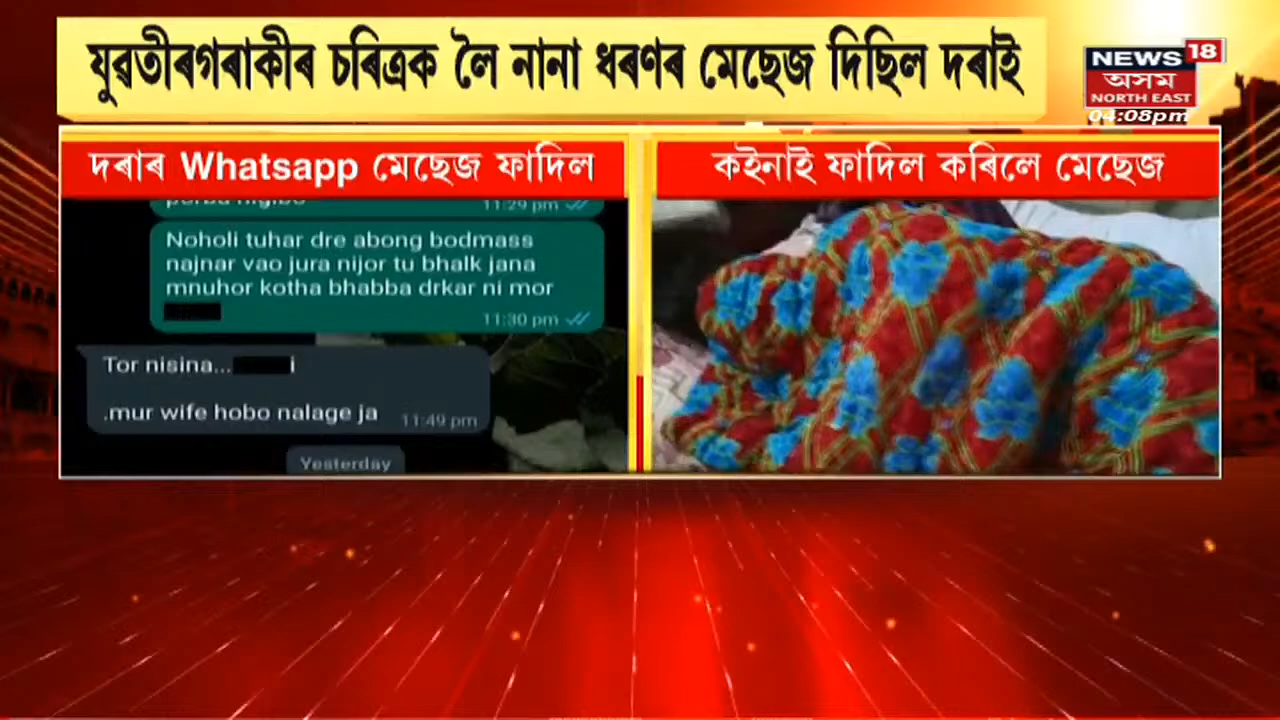 যুৱতীৰগৰাকীৰ চৰিত্ৰক লৈ নানা ধৰণৰ মেছেজ দিছিল দৰাই
NEWS 18
অসম
NORTH EAST
04:08pm
দৰাৰ Whatsapp মেছেজ ফাদিল
কইনাই ফাদিল কৰিলে মেছেজ
11:29 pm
Noholi tuhar dre abong bodmass
najnar vao jura nijor tu bhalk jana
mnuhor kotha bhabba drkar ni mor
11:30 pm
Tor nisina... i
.mur wife hobo nalage ja
11:49 pm
Yesterday